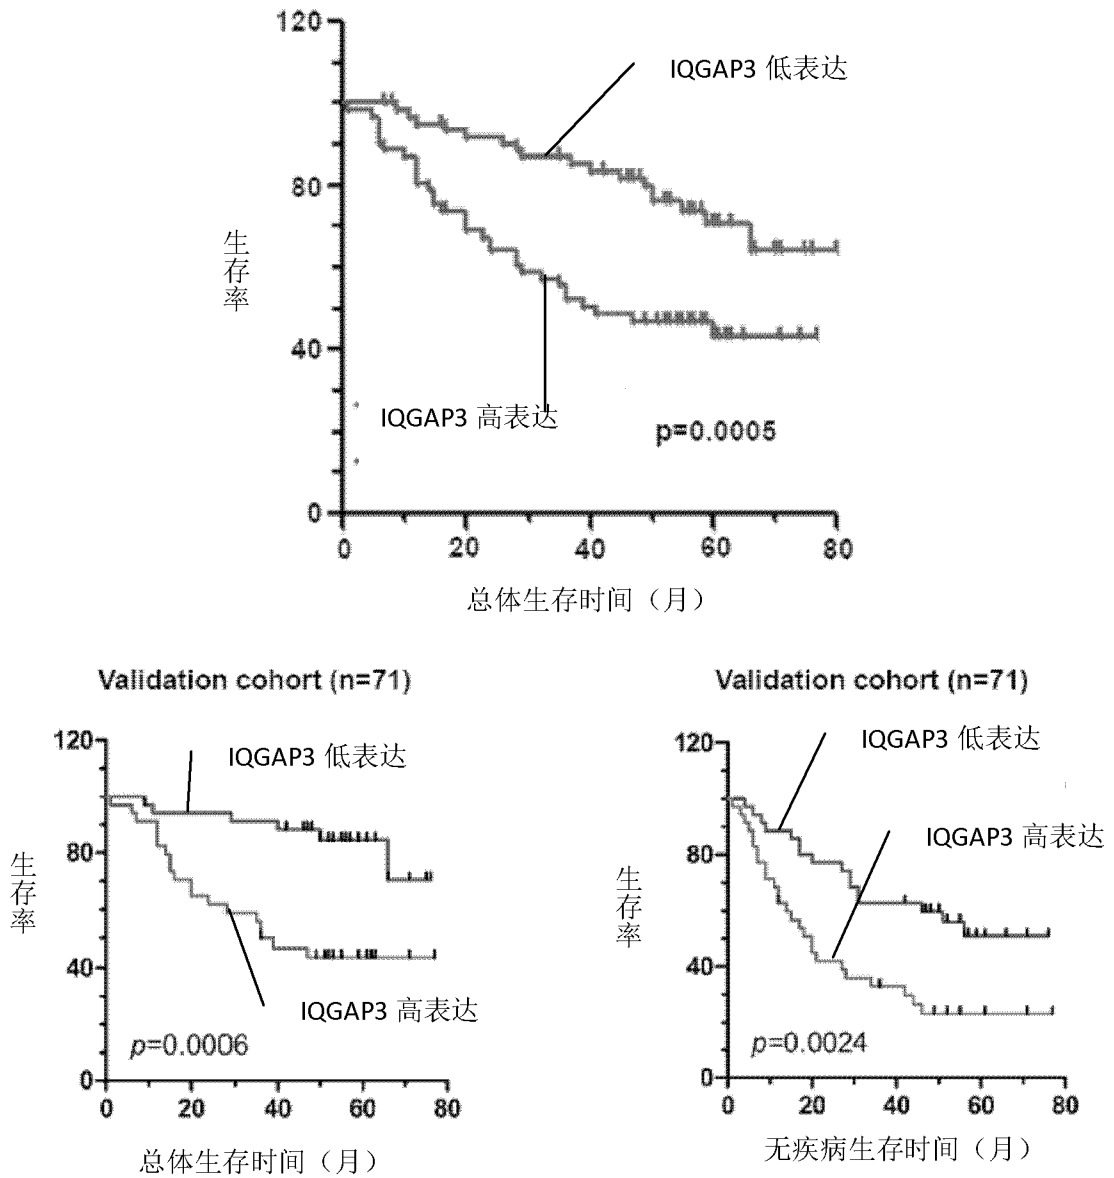 120
80
40
0
生存率
IQGAP3 低表达
IQGAP3 高表达
p=0.0005
0 20 40 60 80
总体生存时间（月）
Validation cohort (n=71)
120
80
40
0
生存率
IQGAP3 低表达
IQGAP3 高表达
p=0.0006
0 20 40 60 80
总体生存时间（月）
Validation cohort (n=71)
120
80
40
0
生存率
IQGAP3 低表达
IQGAP3 高表达
p=0.0024
0 20 40 60 80
无疾病生存时间（月）